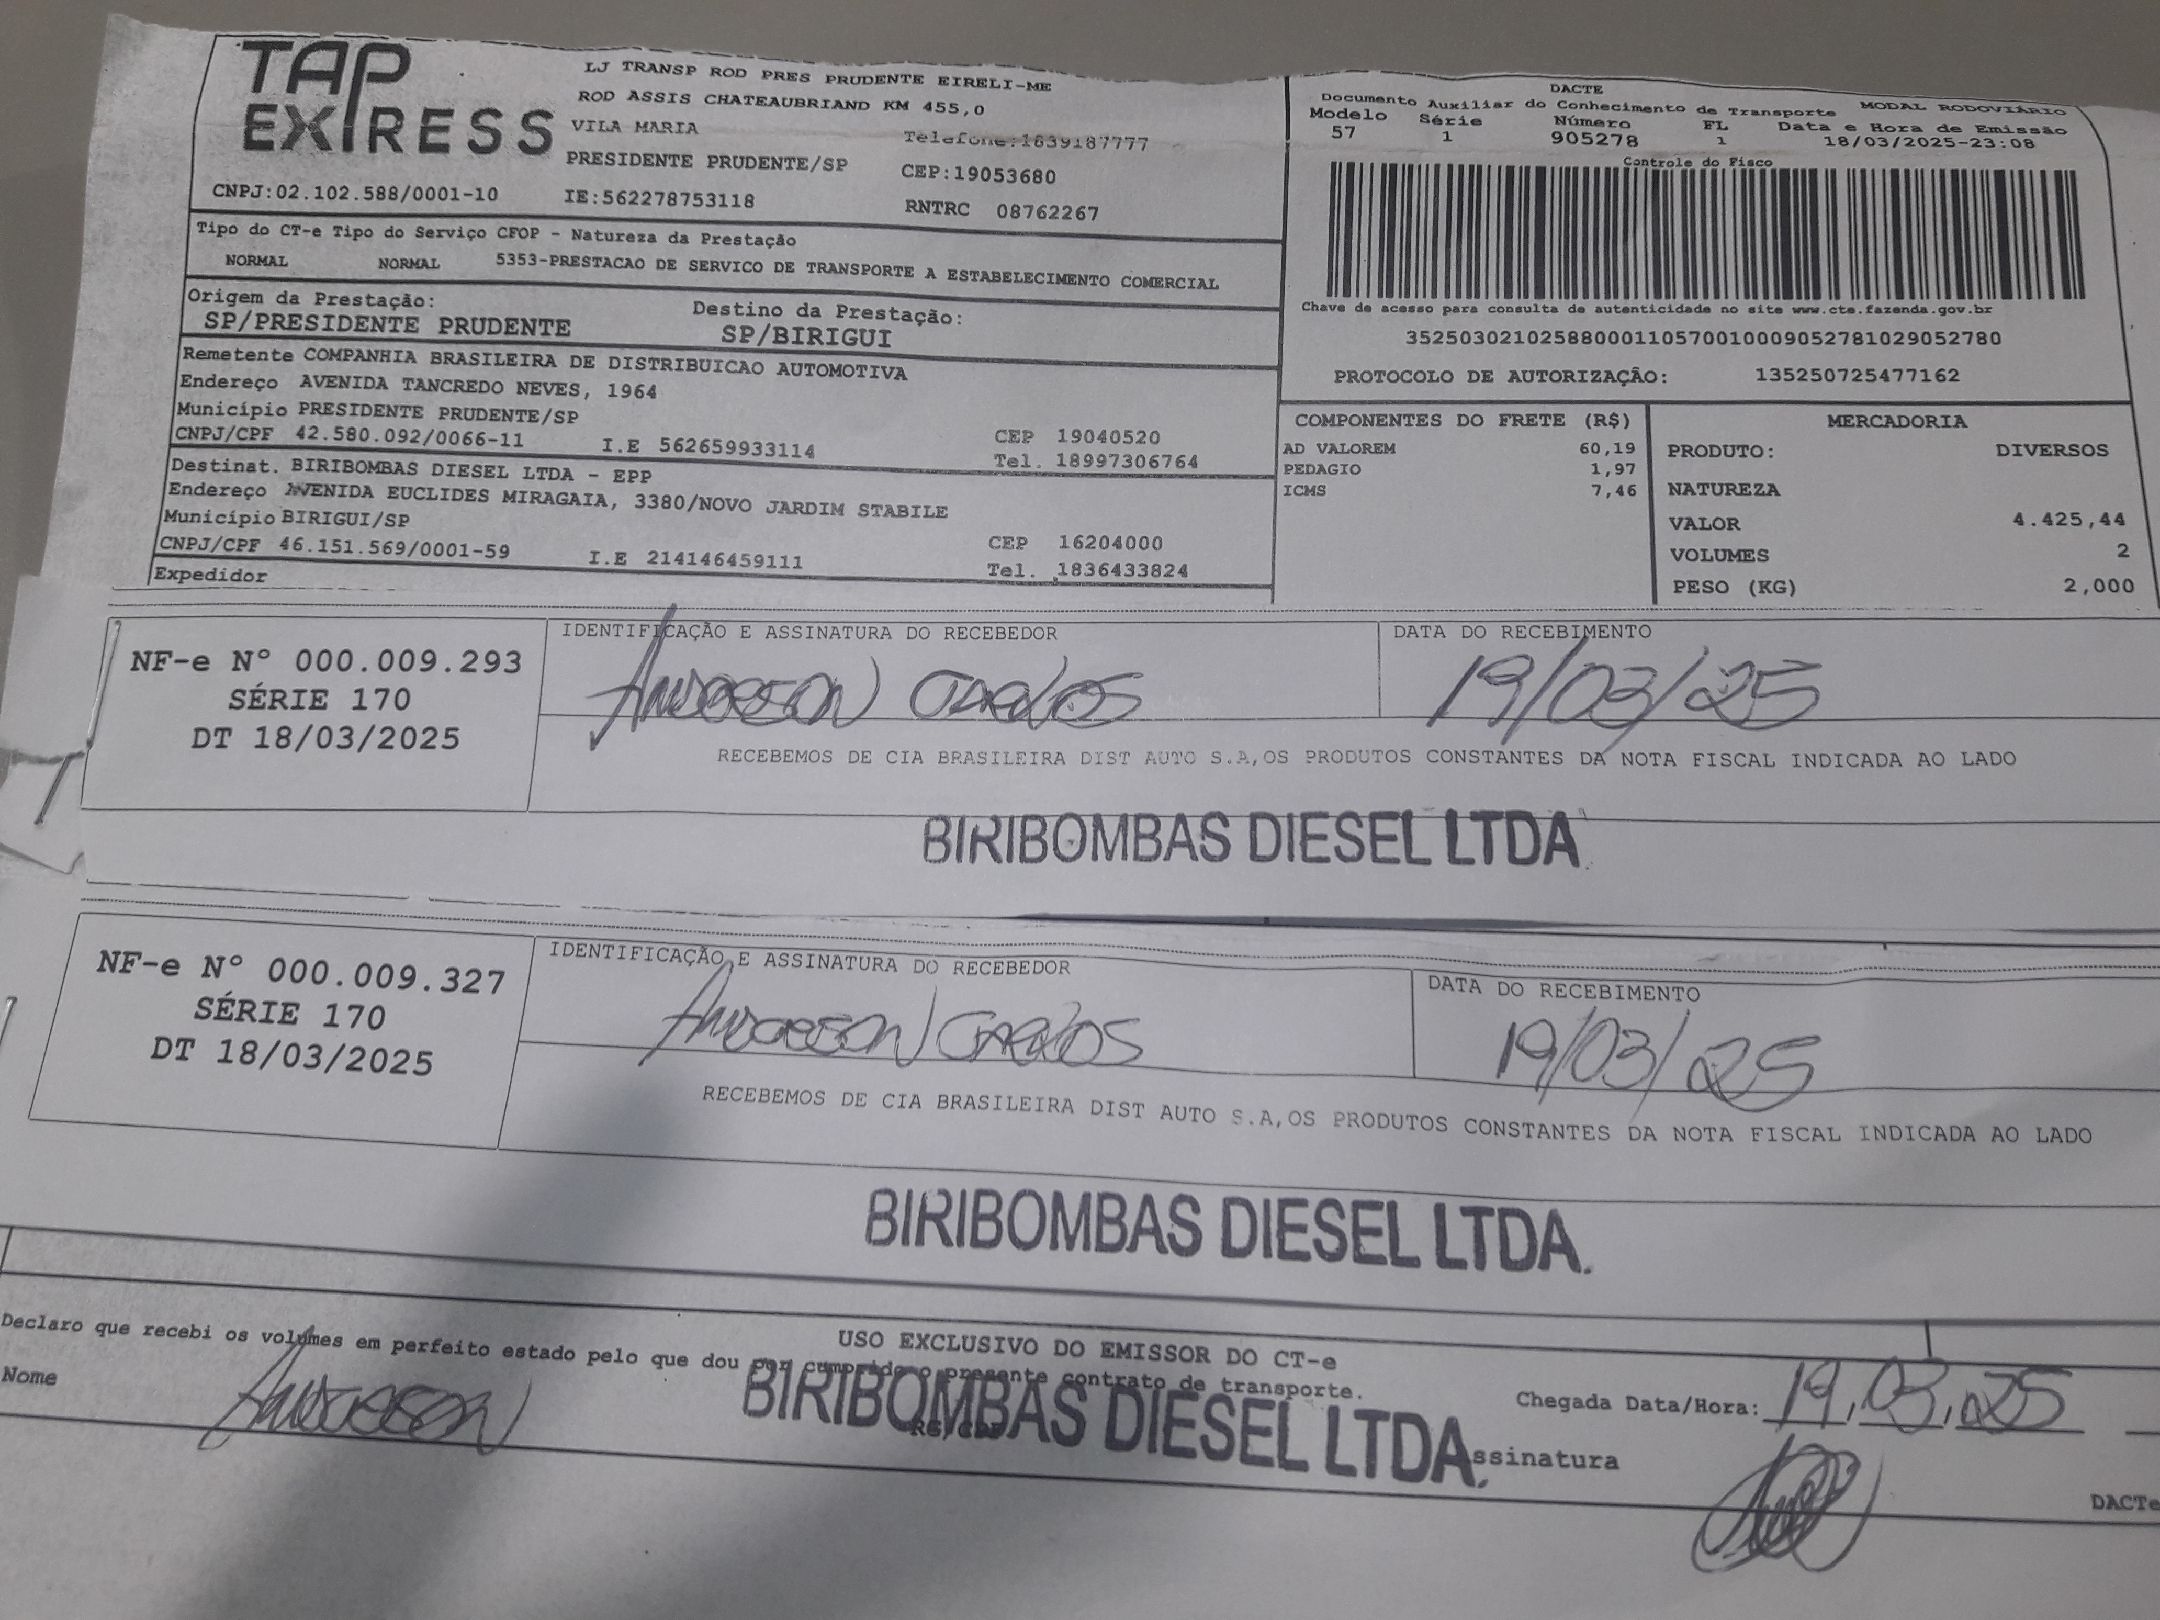 TAP EXPRESS
LJ TRANSP ROD PRES PRUDENTE EIRELI-ME
ROD ASSIS CHATEAUBRIAND KM 455,0
VILA MARIA Telefone:1839187777
PRESIDENTE PRUDENTE/SP CEP:19053680
CNPJ:02.102.588/0001-10 IE:562278753118 RNTRC 08762267
DACTE
Documento Auxiliar do Conhecimento de Transporte MODAL RODOVIÁRIO
Modelo Série Número FL Data e Hora de Emissão
57 1 905278 1 18/03/2025-23:08
Controle do Fisco
Chave de acesso para consulta de autenticidade no site www.cte.fazenda.gov.br
35250302102588000110570010009052781029052780
PROTOCOLO DE AUTORIZAÇÃO: 135250725477162
Tipo do CT-e Tipo do Serviço CFOP - Natureza da Prestação
NORMAL NORMAL 5353-PRESTACAO DE SERVICO DE TRANSPORTE A ESTABELECIMENTO COMERCIAL
Origem da Prestação: Destino da Prestação:
SP/PRESIDENTE PRUDENTE SP/BIRIGUI
Remetente COMPANHIA BRASILEIRA DE DISTRIBUICAO AUTOMOTIVA
Endereço AVENIDA TANCREDO NEVES, 1964
Município PRESIDENTE PRUDENTE/SP CEP 19040520
CNPJ/CPF 42.580.092/0066-11 I.E 562659933114 Tel. 18997306764
Destinat. BIRIBOMBAS DIESEL LTDA - EPP
Endereço AVENIDA EUCLIDES MIRAGAIA, 3380/NOVO JARDIM STABILE
Município BIRIGUI/SP CEP 16204000
CNPJ/CPF 46.151.569/0001-59 I.E 214146459111 Tel. 1836433824
Expedidor
COMPONENTES DO FRETE (R$)
AD VALOREM 60,19
PEDAGIO 1,97
ICMS 7,46
MERCADORIA
PRODUTO: DIVERSOS
NATUREZA
VALOR 4.425,44
VOLUMES 2
PESO (KG) 2,000
NF-e Nº 000.009.293
SÉRIE 170
DT 18/03/2025
IDENTIFICAÇÃO E ASSINATURA DO RECEBEDOR
Anderson Carlos
DATA DO RECEBIMENTO
19/03/25
RECEBEMOS DE CIA BRASILEIRA DIST AUTO S.A,OS PRODUTOS CONSTANTES DA NOTA FISCAL INDICADA AO LADO
BIRIBOMBAS DIESEL LTDA
NF-e Nº 000.009.327
SÉRIE 170
DT 18/03/2025
IDENTIFICAÇÃO E ASSINATURA DO RECEBEDOR
Anderson Carlos
DATA DO RECEBIMENTO
19/03/25
RECEBEMOS DE CIA BRASILEIRA DIST AUTO S.A,OS PRODUTOS CONSTANTES DA NOTA FISCAL INDICADA AO LADO
BIRIBOMBAS DIESEL LTDA.
USO EXCLUSIVO DO EMISSOR DO CT-e
Declaro que recebi os volumes em perfeito estado pelo que dou por cumprido o presente contrato de transporte.
Nome Anderson
BIRIBOMBAS DIESEL LTDA.
RG/CPF
Chegada Data/Hora: 19,03,25
ssinatura
DACTe